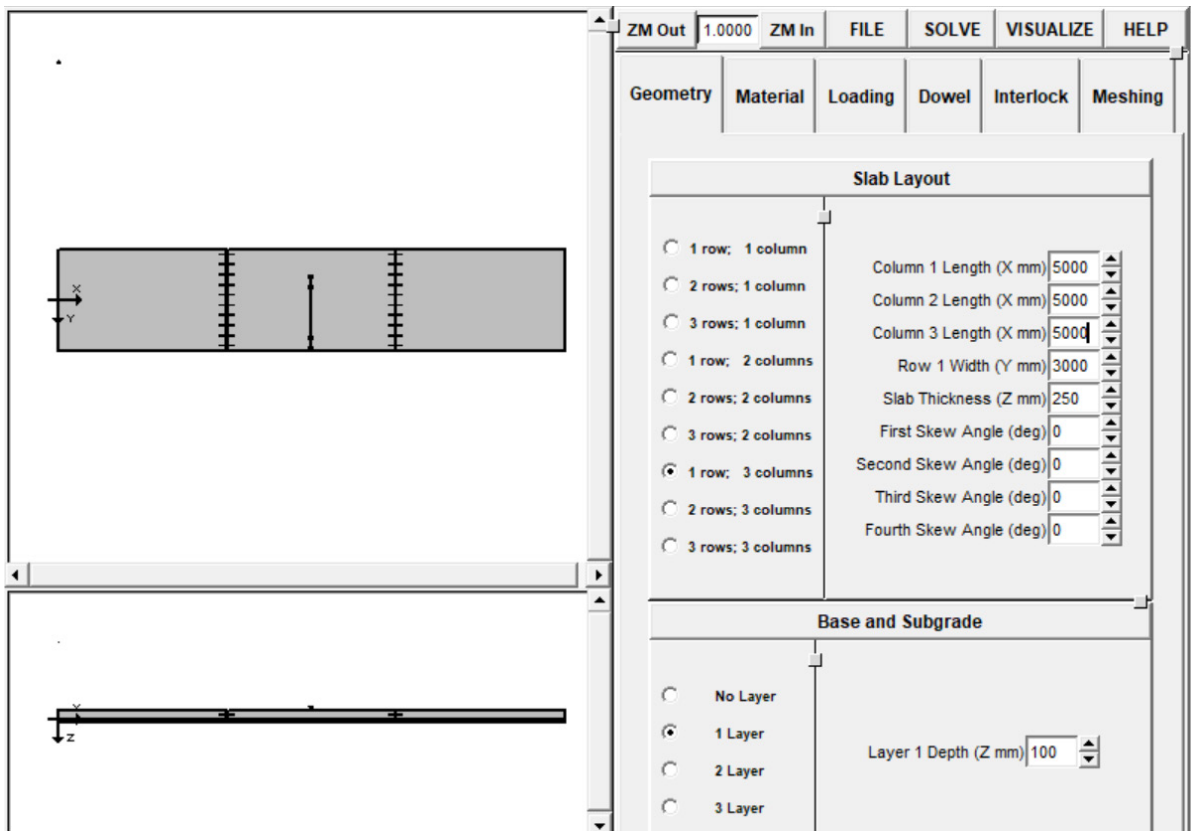 ZM Out 1.0000 ZM In FILE SOLVE VISUALIZE HELP
Geometry Material Loading Dowel Interlock Meshing
Slab Layout
1 row; 1 column
2 rows; 1 column
3 rows; 1 column
1 row; 2 columns
2 rows; 2 columns
3 rows; 2 columns
1 row; 3 columns
2 rows; 3 columns
3 rows; 3 columns
Column 1 Length (X mm) 5000
Column 2 Length (X mm) 5000
Column 3 Length (X mm) 5000
Row 1 Width (Y mm) 3000
Slab Thickness (Z mm) 250
First Skew Angle (deg) 0
Second Skew Angle (deg) 0
Third Skew Angle (deg) 0
Fourth Skew Angle (deg) 0
X
Y
Base and Subgrade
No Layer
1 Layer
2 Layer
3 Layer
Layer 1 Depth (Z mm) 100
X
Z